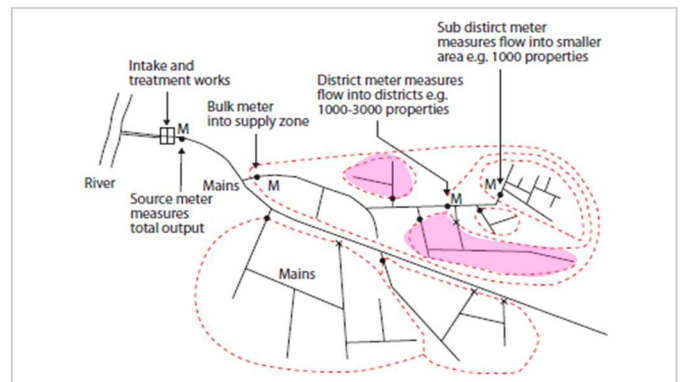 Sub distirct meter
measures flow into smaller
area e.g. 1000 properties
Intake and
treatment works
District meter measures
flow into districts e.g.
1000-3000 properties
Bulk meter
into supply zone
M
River
Mains
M
M
M
Source meter
measures
total output
Mains